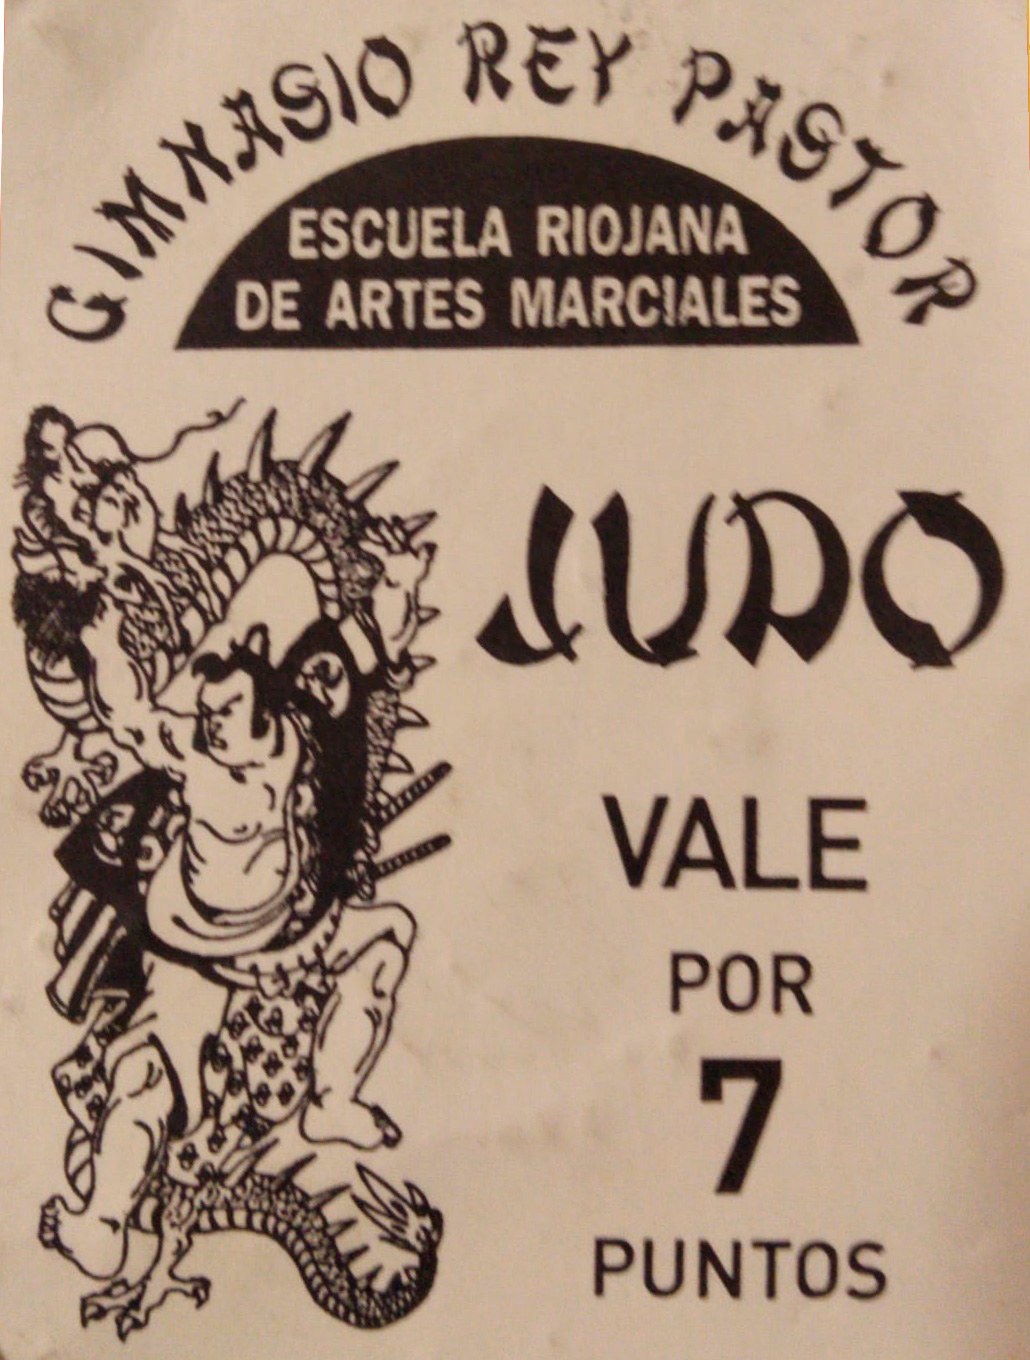 GIMNASIO REY PASTOR
ESCUELA RIOJANA
DE ARTES MARCIALES
JUDO
VALE
POR
7
PUNTOS